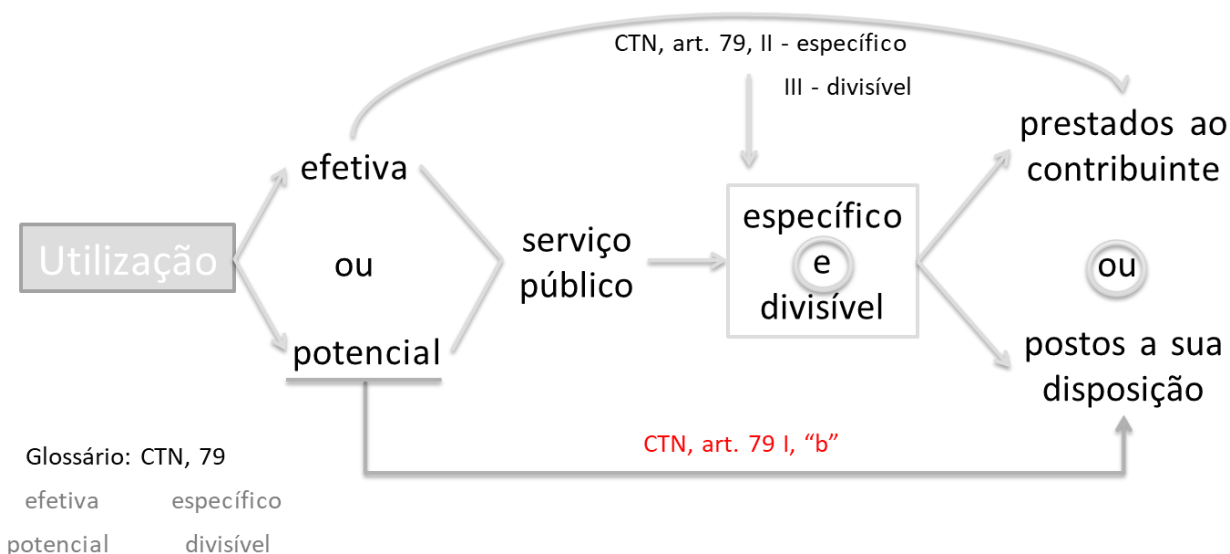 CTN, art. 79, II - específico
III - divisível
efetiva
prestados ao
contribuinte
Utilização
ou
serviço
público
específico
e
divisível
ou
potencial
postos a sua
disposição
CTN, art. 79 I, “b”
Glossário: CTN, 79
efetiva específico
potencial divisível